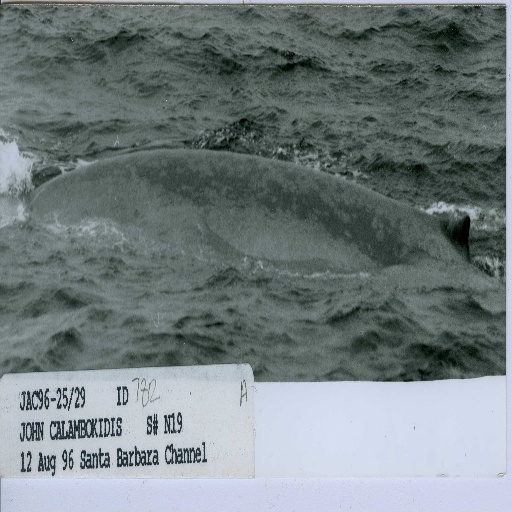 JAC96-25/29 ID 782 A
JOHN CALAMBOKIDIS S# N19
12 Aug 96 Santa Barbara Channel